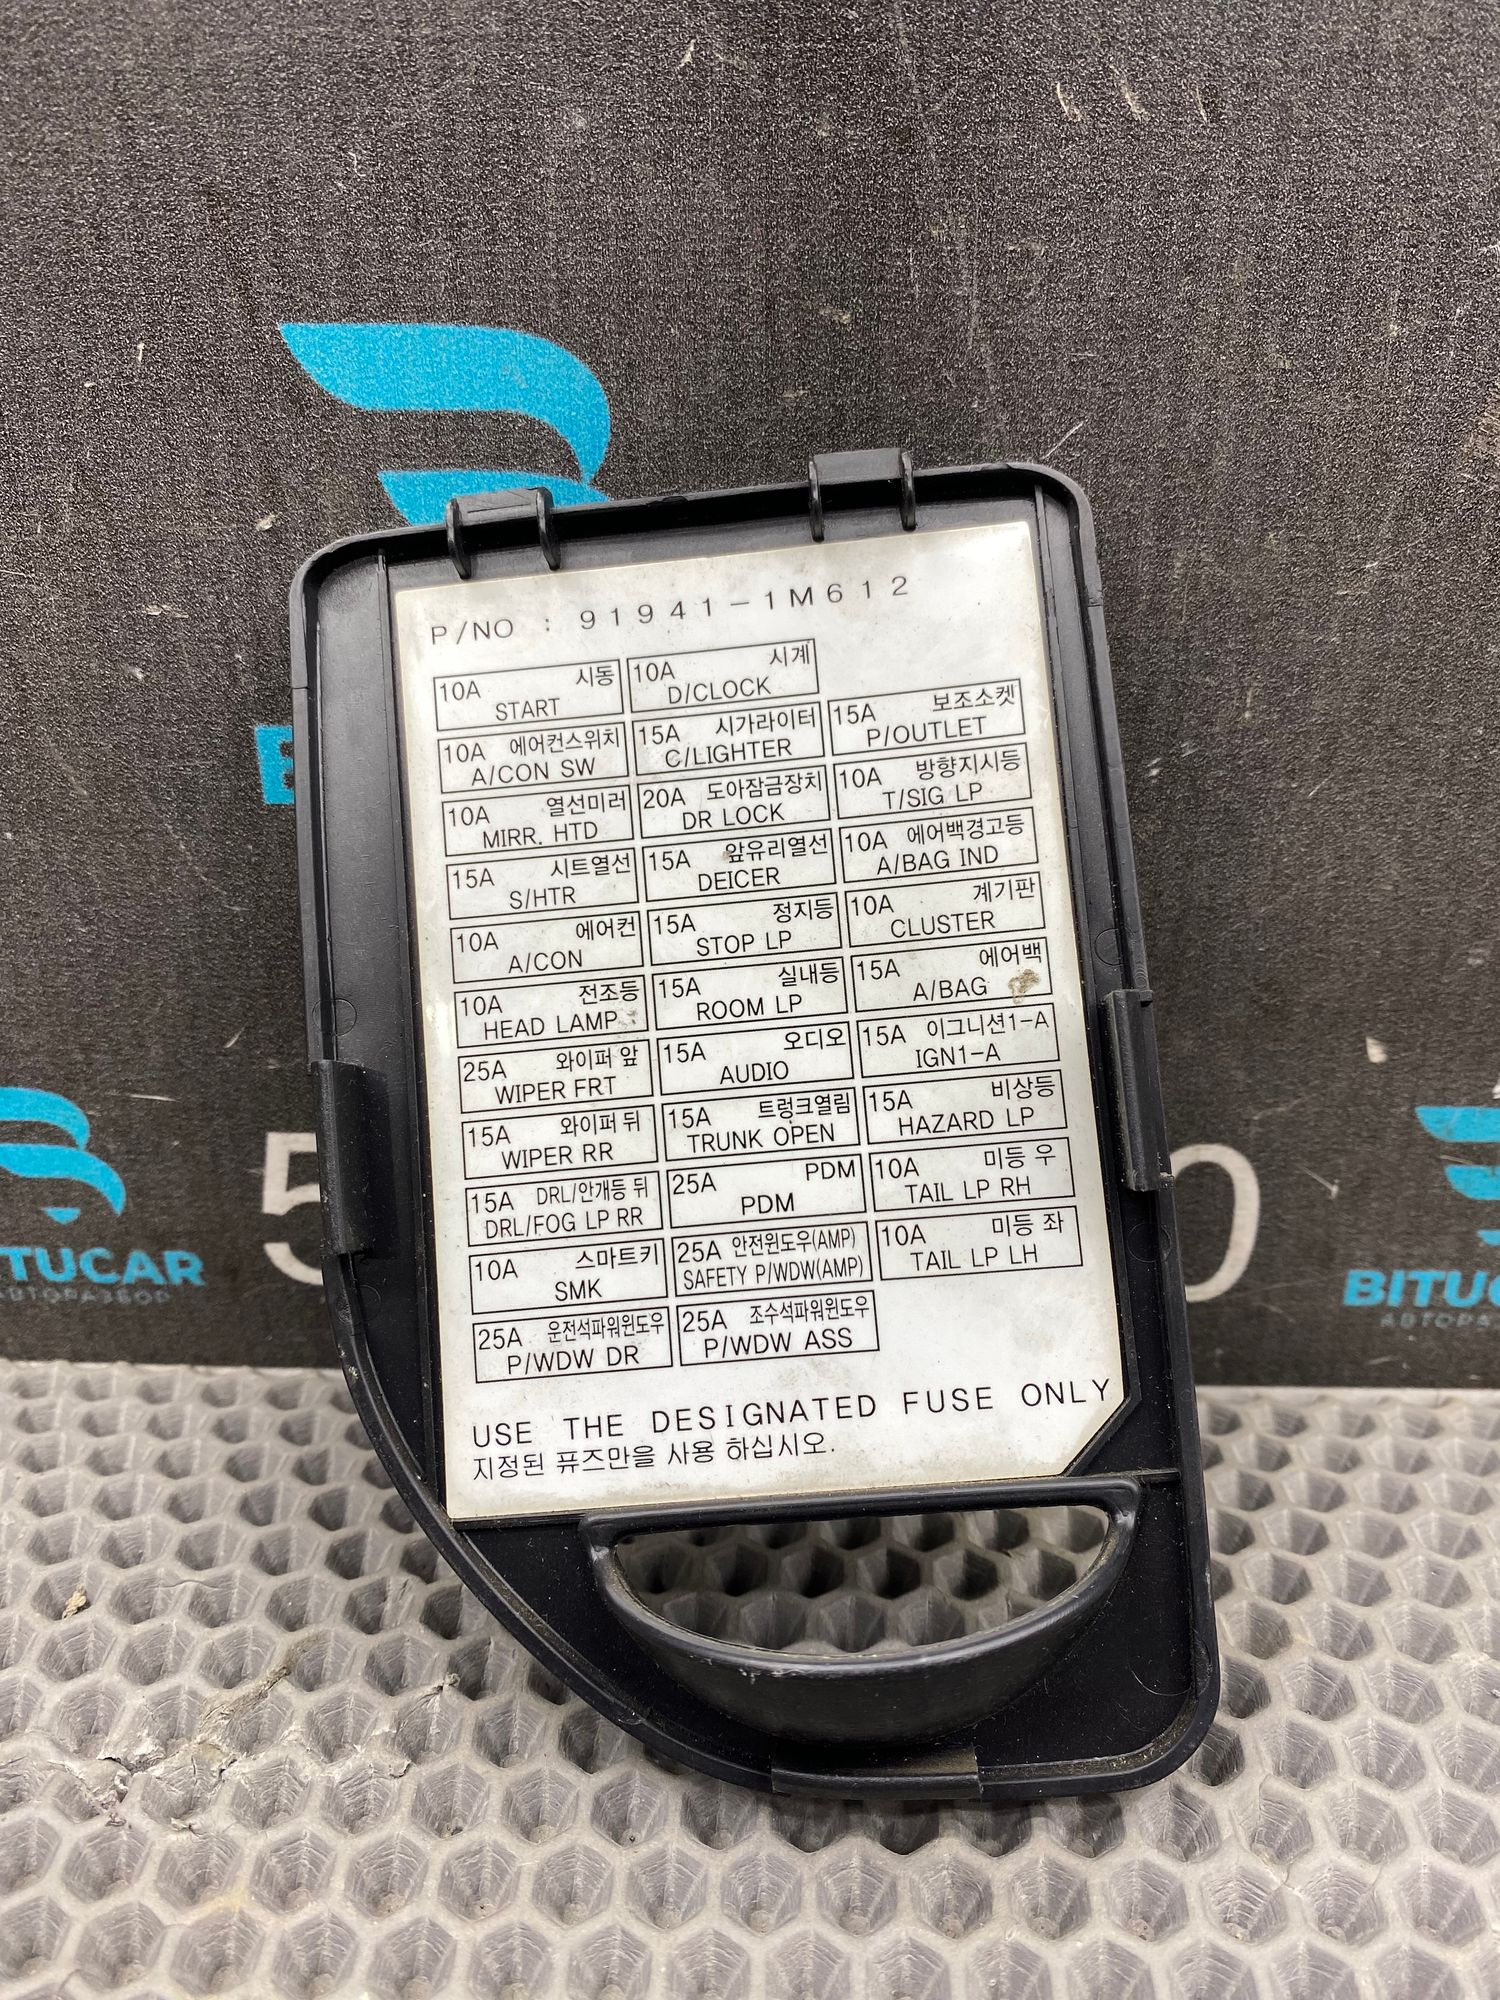 P/NO : 91941-1M612
10A 시동
START
10A 시계
D/CLOCK
10A 에어컨스위치
A/CON SW
15A 시가라이터
C/LIGHTER
15A 보조소켓
P/OUTLET
10A 열선미러
MIRR. HTD
20A 도아잠금장치
DR LOCK
10A 방향지시등
T/SIG LP
15A 시트열선
S/HTR
15A 앞유리열선
DEICER
10A 에어백경고등
A/BAG IND
10A 에어컨
A/CON
15A 정지등
STOP LP
10A 계기판
CLUSTER
10A 전조등
HEAD LAMP
15A 실내등
ROOM LP
15A 에어백
A/BAG
25A 와이퍼 앞
WIPER FRT
15A 오디오
AUDIO
15A 이그니션1-A
IGN1-A
15A 와이퍼 뒤
WIPER RR
15A 트렁크열림
TRUNK OPEN
15A 비상등
HAZARD LP
15A DRL/안개등 뒤
DRL/FOG LP RR
25A PDM
PDM
10A 미등 우
TAIL LP RH
10A 스마트키
SMK
25A 안전윈도우(AMP)
SAFETY P/WDW(AMP)
10A 미등 좌
TAIL LP LH
25A 운전석파워윈도우
P/WDW DR
25A 조수석파워윈도우
P/WDW ASS
USE THE DESIGNATED FUSE ONLY
지정된 퓨즈만을 사용 하십시오.
BITUCAR
АВТОРАЗБОР